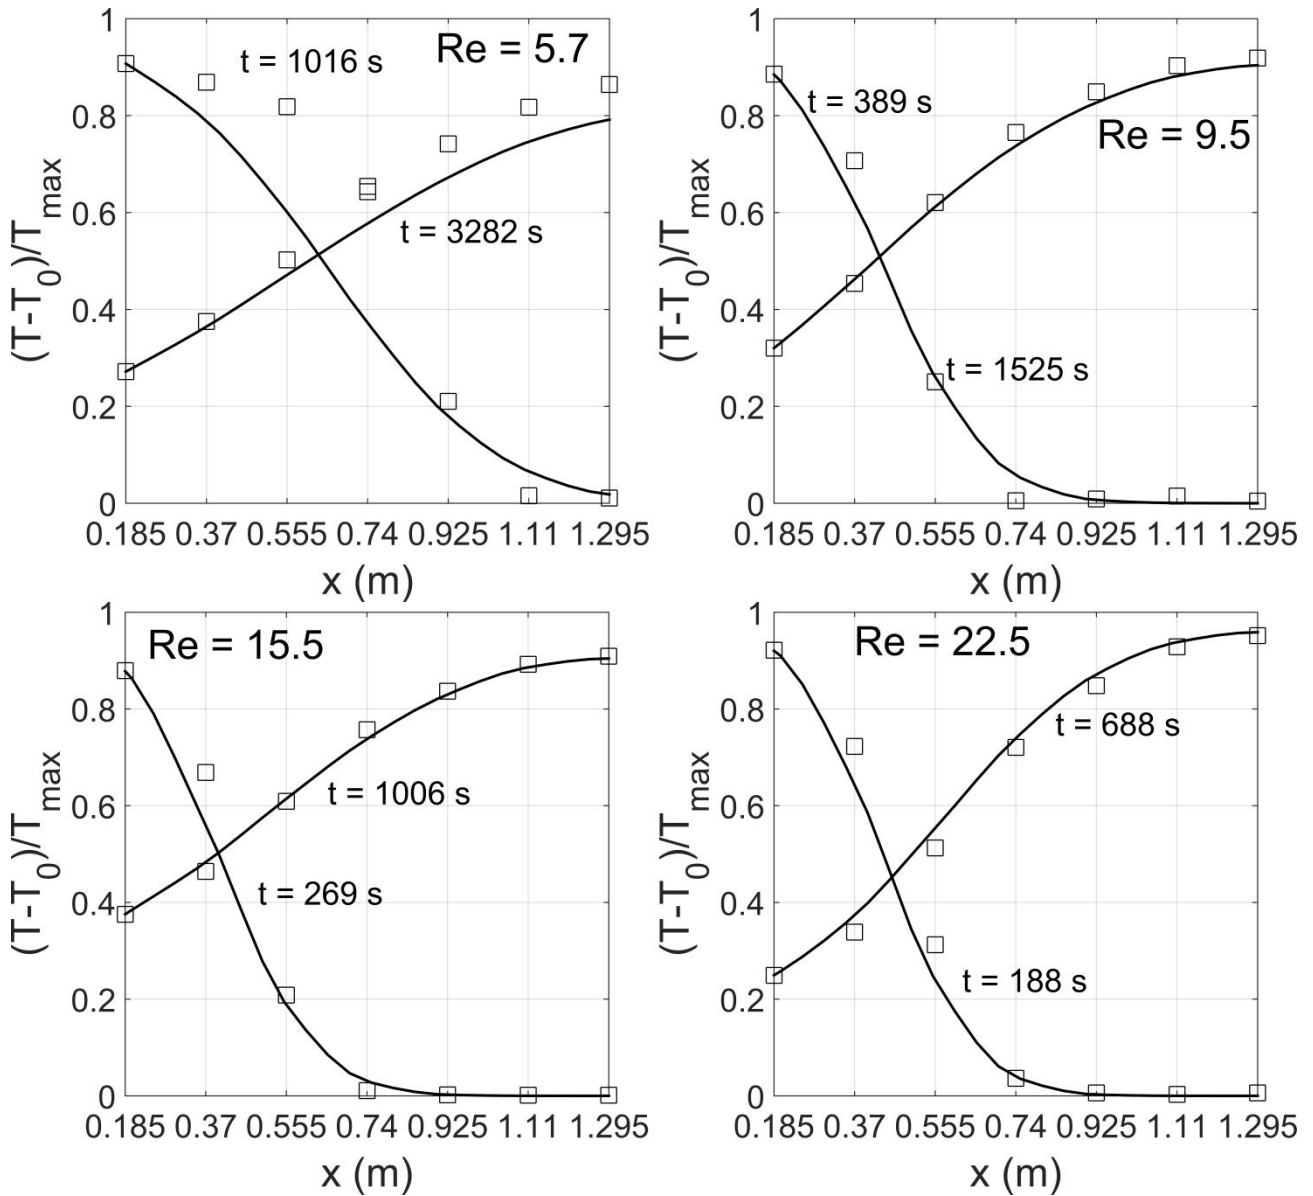 1
0.8
0.6
0.4
0.2
0
(T-T0)/Tmax
Re = 5.7
t = 1016 s
t = 3282 s
0.185 0.37 0.555 0.74 0.925 1.11 1.295
x (m)
1
0.8
0.6
0.4
0.2
0
(T-T0)/Tmax
t = 389 s
Re = 9.5
t = 1525 s
0.185 0.37 0.555 0.74 0.925 1.11 1.295
x (m)
1
0.8
0.6
0.4
0.2
0
(T-T0)/Tmax
Re = 15.5
t = 1006 s
t = 269 s
0.185 0.37 0.555 0.74 0.925 1.11 1.295
x (m)
1
0.8
0.6
0.4
0.2
0
(T-T0)/Tmax
Re = 22.5
t = 688 s
t = 188 s
0.185 0.37 0.555 0.74 0.925 1.11 1.295
x (m)